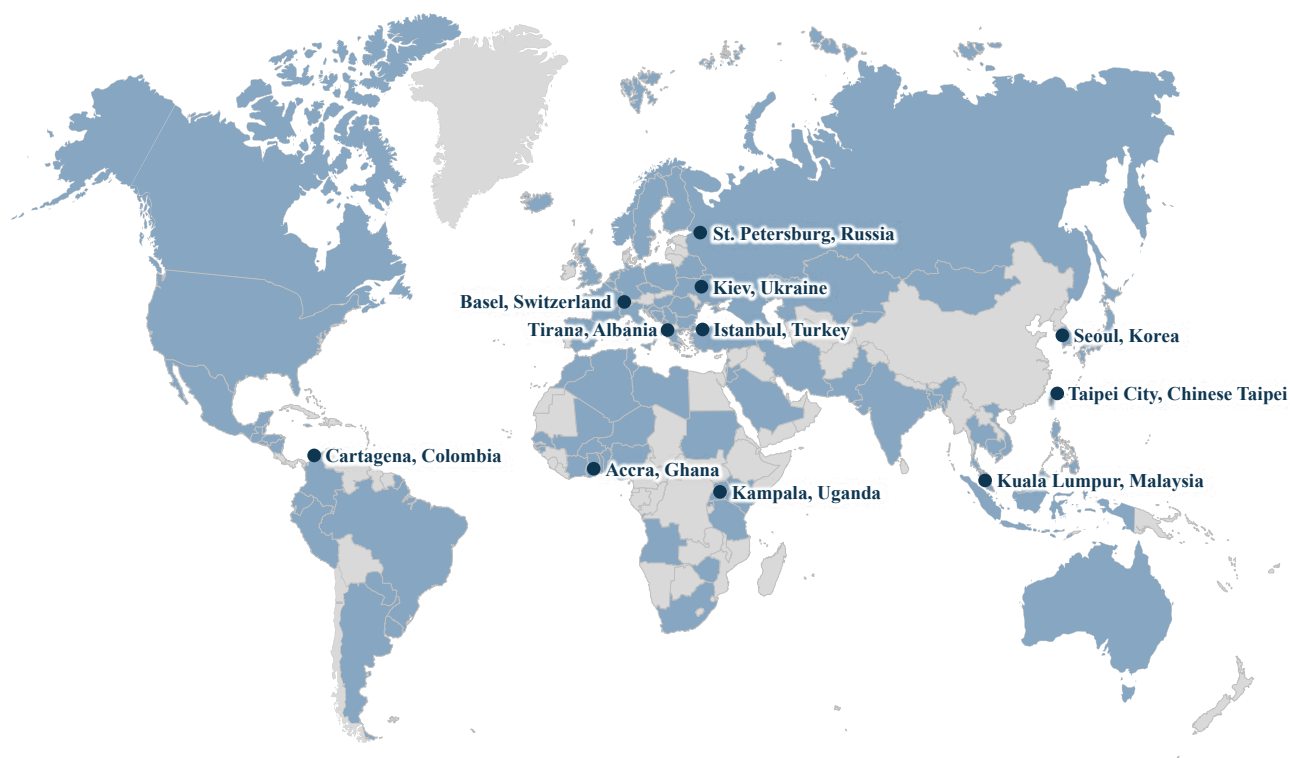 St. Petersburg, Russia
Kiev, Ukraine
Basel, Switzerland
Tirana, Albania
Istanbul, Turkey
Seoul, Korea
Taipei City, Chinese Taipei
Cartagena, Colombia
Accra, Ghana
Kuala Lumpur, Malaysia
Kampala, Uganda